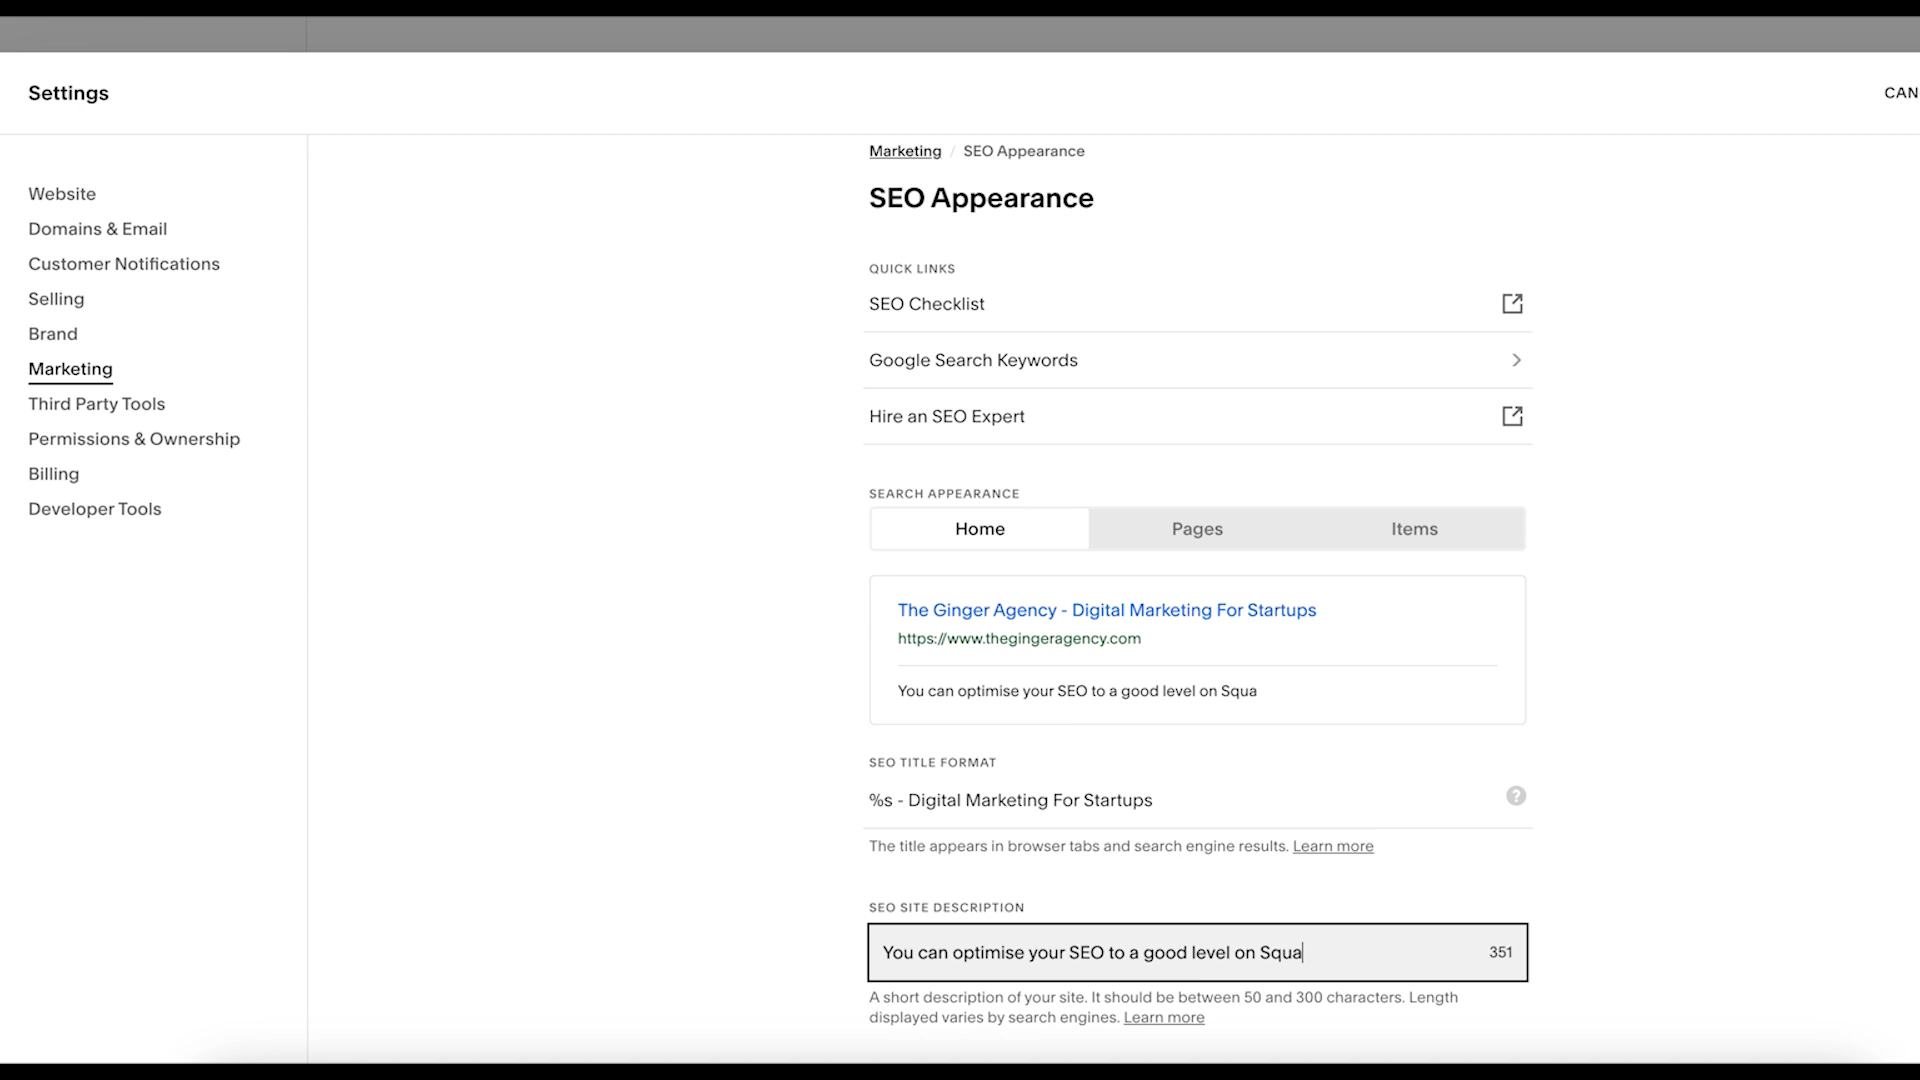 Settings
CAN
Website
Domains & Email
Customer Notifications
Selling
Brand
Marketing
Third Party Tools
Permissions & Ownership
Billing
Developer Tools
Marketing / SEO Appearance
SEO Appearance
QUICK LINKS
SEO Checklist
Google Search Keywords
Hire an SEO Expert
SEARCH APPEARANCE
Home Pages Items
The Ginger Agency - Digital Marketing For Startups
https://www.thegingeragency.com
You can optimise your SEO to a good level on Squa
SEO TITLE FORMAT
%s - Digital Marketing For Startups
?
The title appears in browser tabs and search engine results. Learn more
SEO SITE DESCRIPTION
You can optimise your SEO to a good level on Squa 351
A short description of your site. It should be between 50 and 300 characters. Length
displayed varies by search engines. Learn more